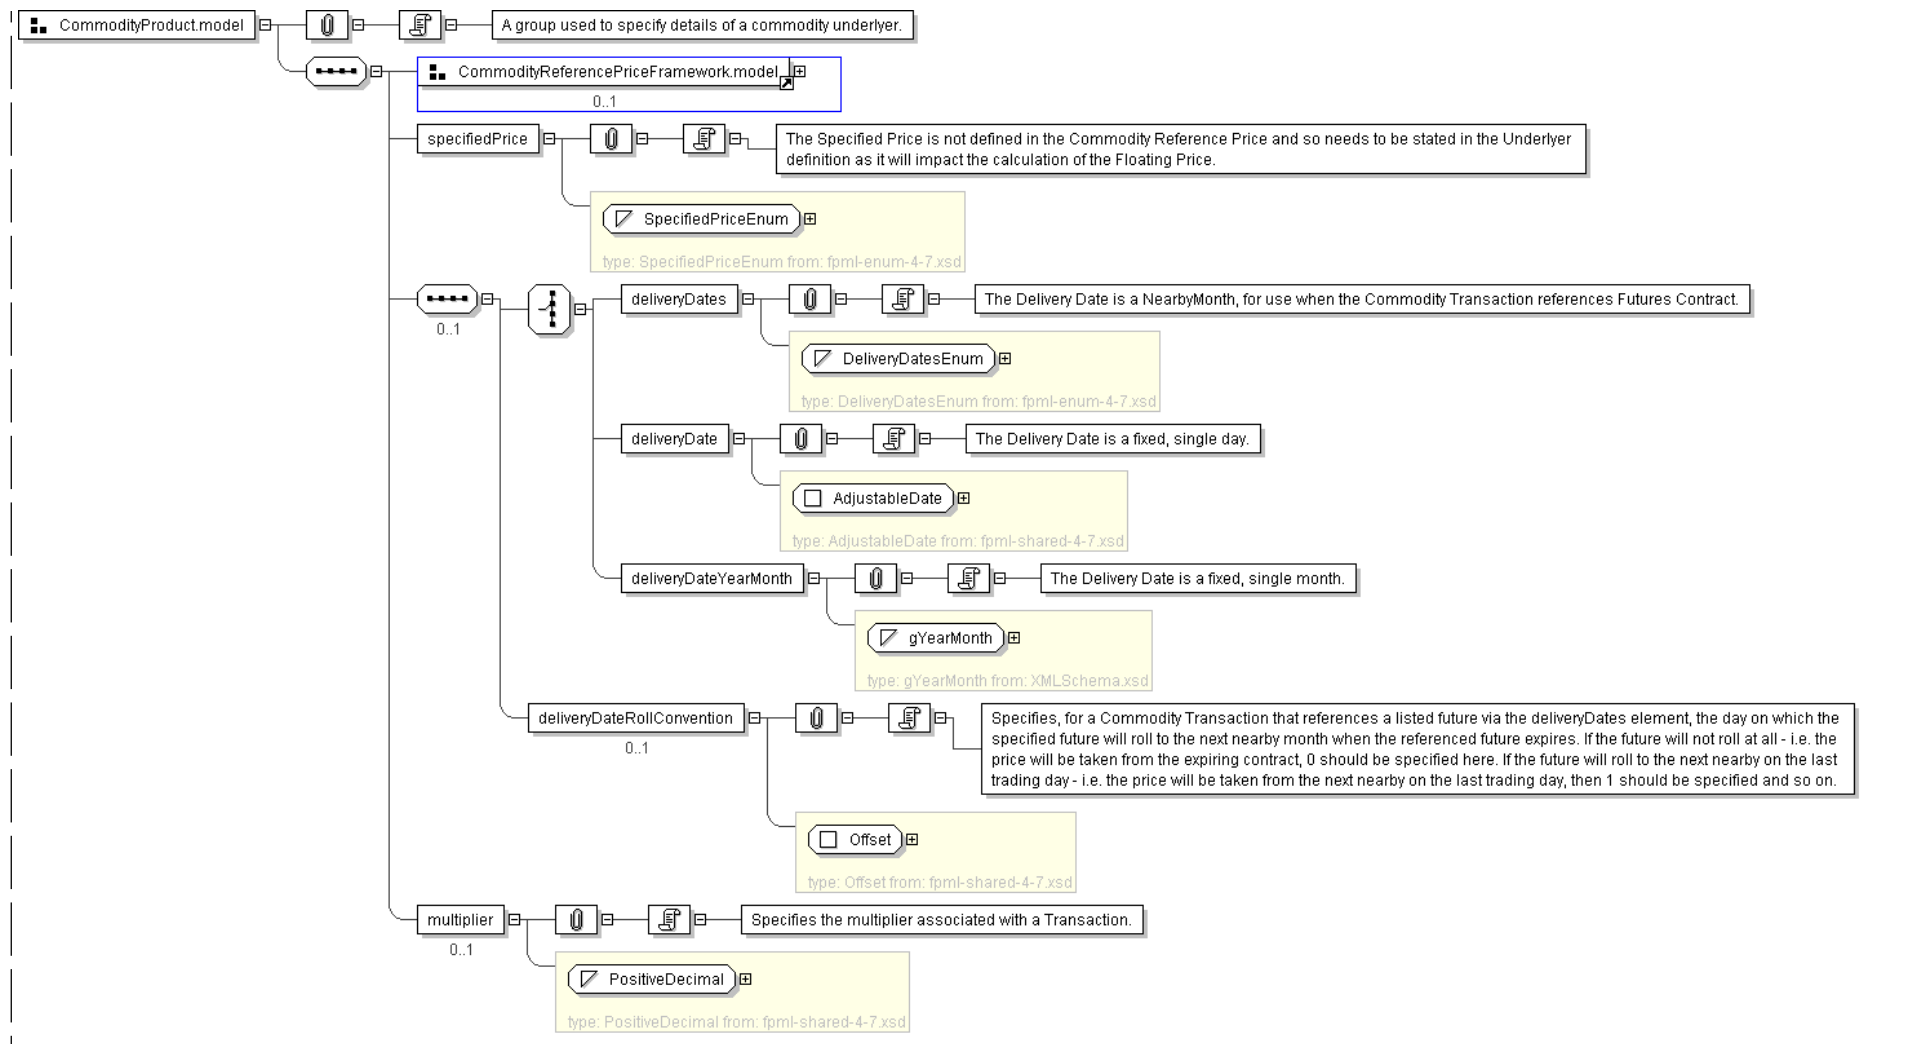 CommodityProduct.model
A group used to specify details of a commodity underlyer.
CommodityReferencePriceFramework.model
0..1
specifiedPrice
The Specified Price is not defined in the Commodity Reference Price and so needs to be stated in the Underlyer
definition as it will impact the calculation of the Floating Price.
SpecifiedPriceEnum
type: SpecifiedPriceEnum from: fpml-enum-4-7.xsd
0..1
deliveryDates
The Delivery Date is a NearbyMonth, for use when the Commodity Transaction references Futures Contract.
DeliveryDatesEnum
type: DeliveryDatesEnum from: fpml-enum-4-7.xsd
deliveryDate
The Delivery Date is a fixed, single day.
AdjustableDate
type: AdjustableDate from: fpml-shared-4-7.xsd
deliveryDateYearMonth
The Delivery Date is a fixed, single month.
gYearMonth
type: gYearMonth from: XMLSchema.xsd
deliveryDateRollConvention
0..1
Specifies, for a Commodity Transaction that references a listed future via the deliveryDates element, the day on which the
specified future will roll to the next nearby month when the referenced future expires. If the future will not roll at all - i.e. the
price will be taken from the expiring contract, 0 should be specified here. If the future will roll to the next nearby on the last
trading day - i.e. the price will be taken from the next nearby on the last trading day, then 1 should be specified and so on.
Offset
type: Offset from: fpml-shared-4-7.xsd
multiplier
0..1
Specifies the multiplier associated with a Transaction.
PositiveDecimal
type: PositiveDecimal from: fpml-shared-4-7.xsd